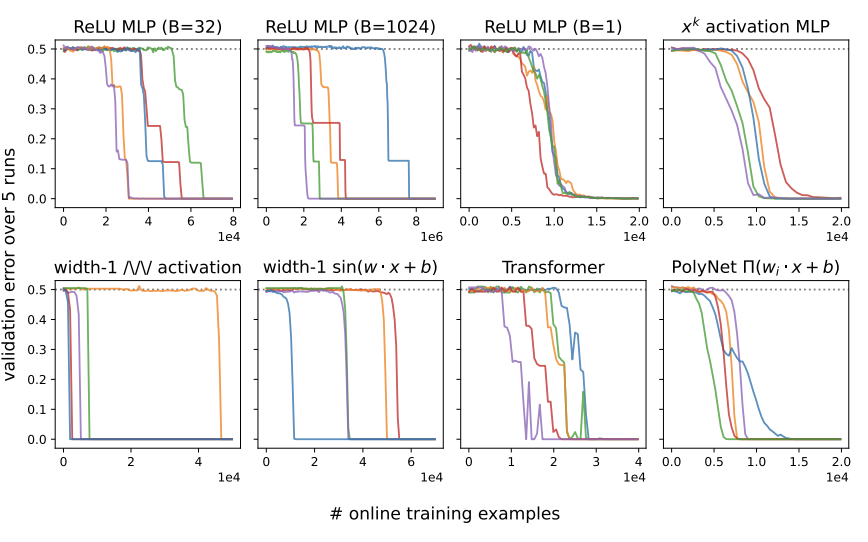 ReLU MLP (B=32) ReLU MLP (B=1024) ReLU MLP (B=1) x^k activation MLP
0.5
0.4
0.3
0.2
0.1
0.0
0 2 4 6 8 0 2 4 6 8 0.0 0.5 1.0 1.5 2.0 0.0 0.5 1.0 1.5 2.0
1e4 1e6 1e4 1e4
validation error over 5 runs
width-1 /\/\/\/ activation width-1 sin(w · x + b) Transformer PolyNet Π(w_i · x + b)
0.5
0.4
0.3
0.2
0.1
0.0
0 2 4 0 2 4 6 0 1 2 3 4 0.0 0.5 1.0 1.5 2.0
1e4 1e4 1e4 1e4
# online training examples